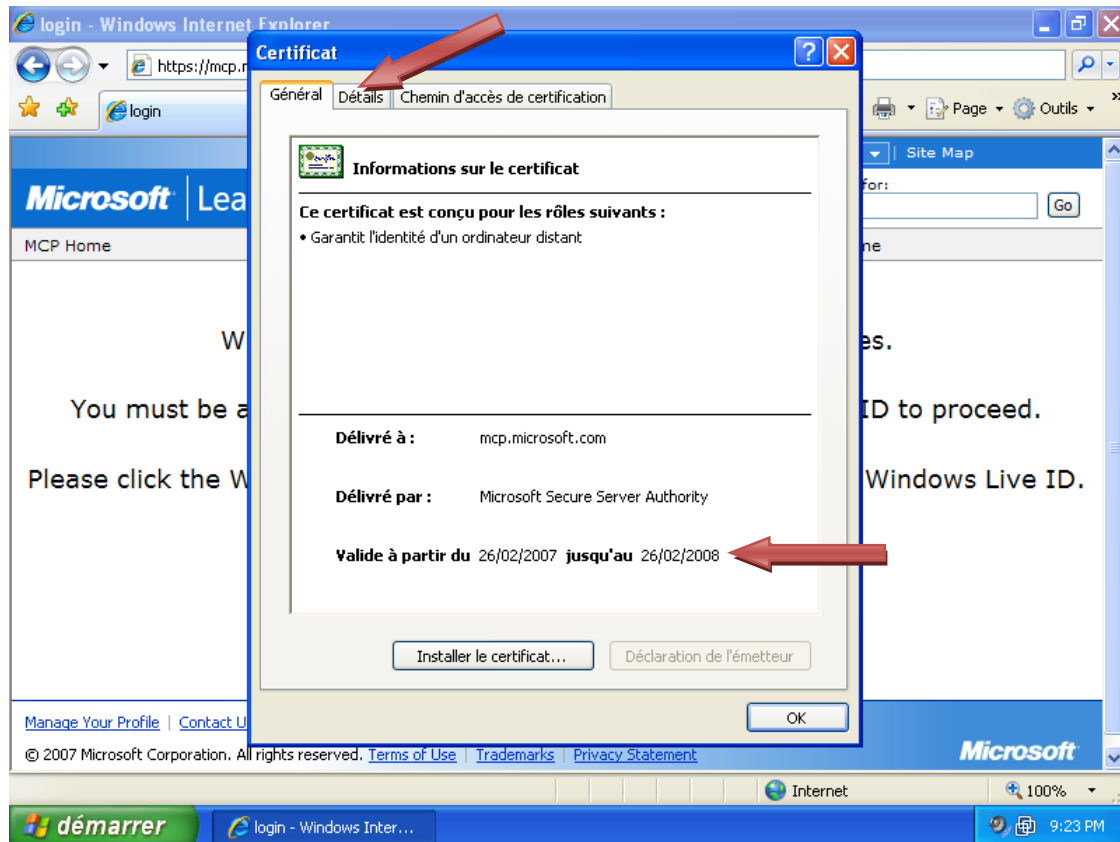 login - Windows Internet Explorer
Certificat
https://mcp.r
Général Détails Chemin d'accès de certification
login
Page Outils »
Informations sur le certificat
Site Map
Microsoft Lea
for:
Go
Ce certificat est conçu pour les rôles suivants :
• Garantit l'identité d'un ordinateur distant
MCP Home
ne
W
es.
You must be a
ID to proceed.
Délivré à : mcp.microsoft.com
Please click the W
Windows Live ID.
Délivré par : Microsoft Secure Server Authority
Valide à partir du 26/02/2007 jusqu'au 26/02/2008
Installer le certificat... Déclaration de l'émetteur
OK
Manage Your Profile | Contact U
© 2007 Microsoft Corporation. All rights reserved. Terms of Use | Trademarks | Privacy Statement
Microsoft
Internet 100%
démarrer login - Windows Inter... 9:23 PM